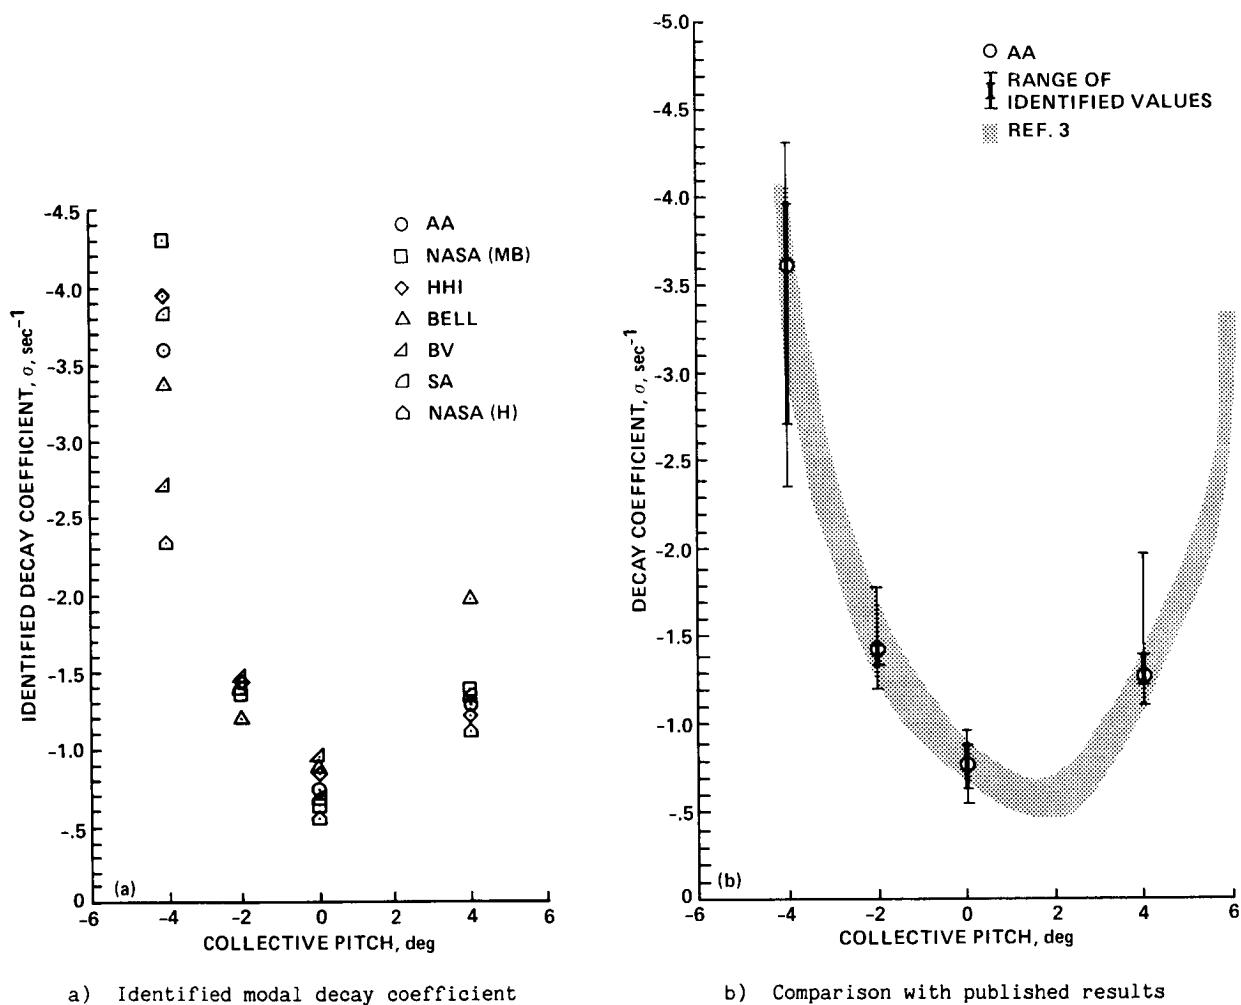 -4.5
-4.0
-3.5
-3.0
-2.5
-2.0
-1.5
-1.0
-.5
0
IDENTIFIED DECAY COEFFICIENT, σ, sec⁻¹
AA
NASA (MB)
HHI
BELL
BV
SA
NASA (H)
(a)
-6 -4 -2 0 2 4 6
COLLECTIVE PITCH, deg
a) Identified modal decay coefficient
-5.0
-4.5
-4.0
-3.5
-3.0
-2.5
-2.0
-1.5
-1.0
-.5
0
DECAY COEFFICIENT, σ, sec⁻¹
AA
RANGE OF
IDENTIFIED VALUES
REF. 3
(b)
-6 -4 -2 0 2 4 6
COLLECTIVE PITCH, deg
b) Comparison with published results